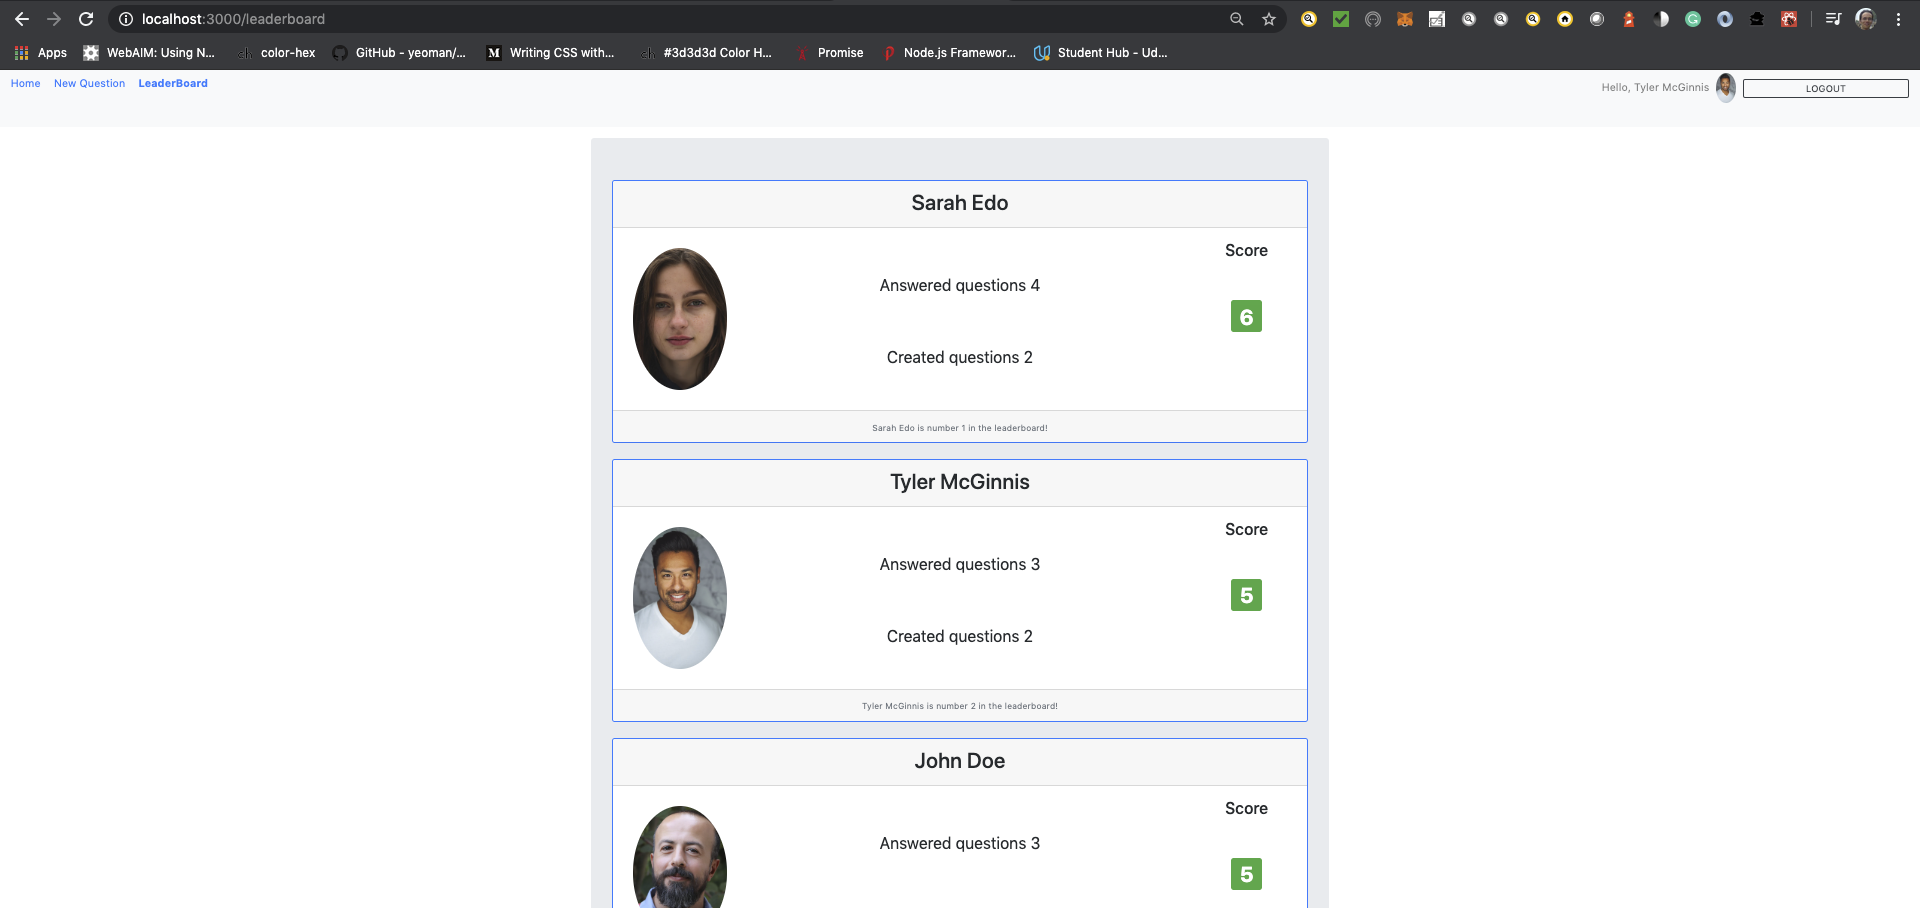 localhost:3000/leaderboard
Apps WebAIM: Using N... color-hex GitHub - yeoman/... Writing CSS with... #3d3d3d Color H... Promise Node.js Framewor... Student Hub - Ud...
Home New Question LeaderBoard Hello, Tyler McGinnis LOGOUT
Sarah Edo
Score
Answered questions 4
6
Created questions 2
Sarah Edo is number 1 in the leaderboard!
Tyler McGinnis
Score
Answered questions 3
5
Created questions 2
Tyler McGinnis is number 2 in the leaderboard!
John Doe
Score
Answered questions 3
5